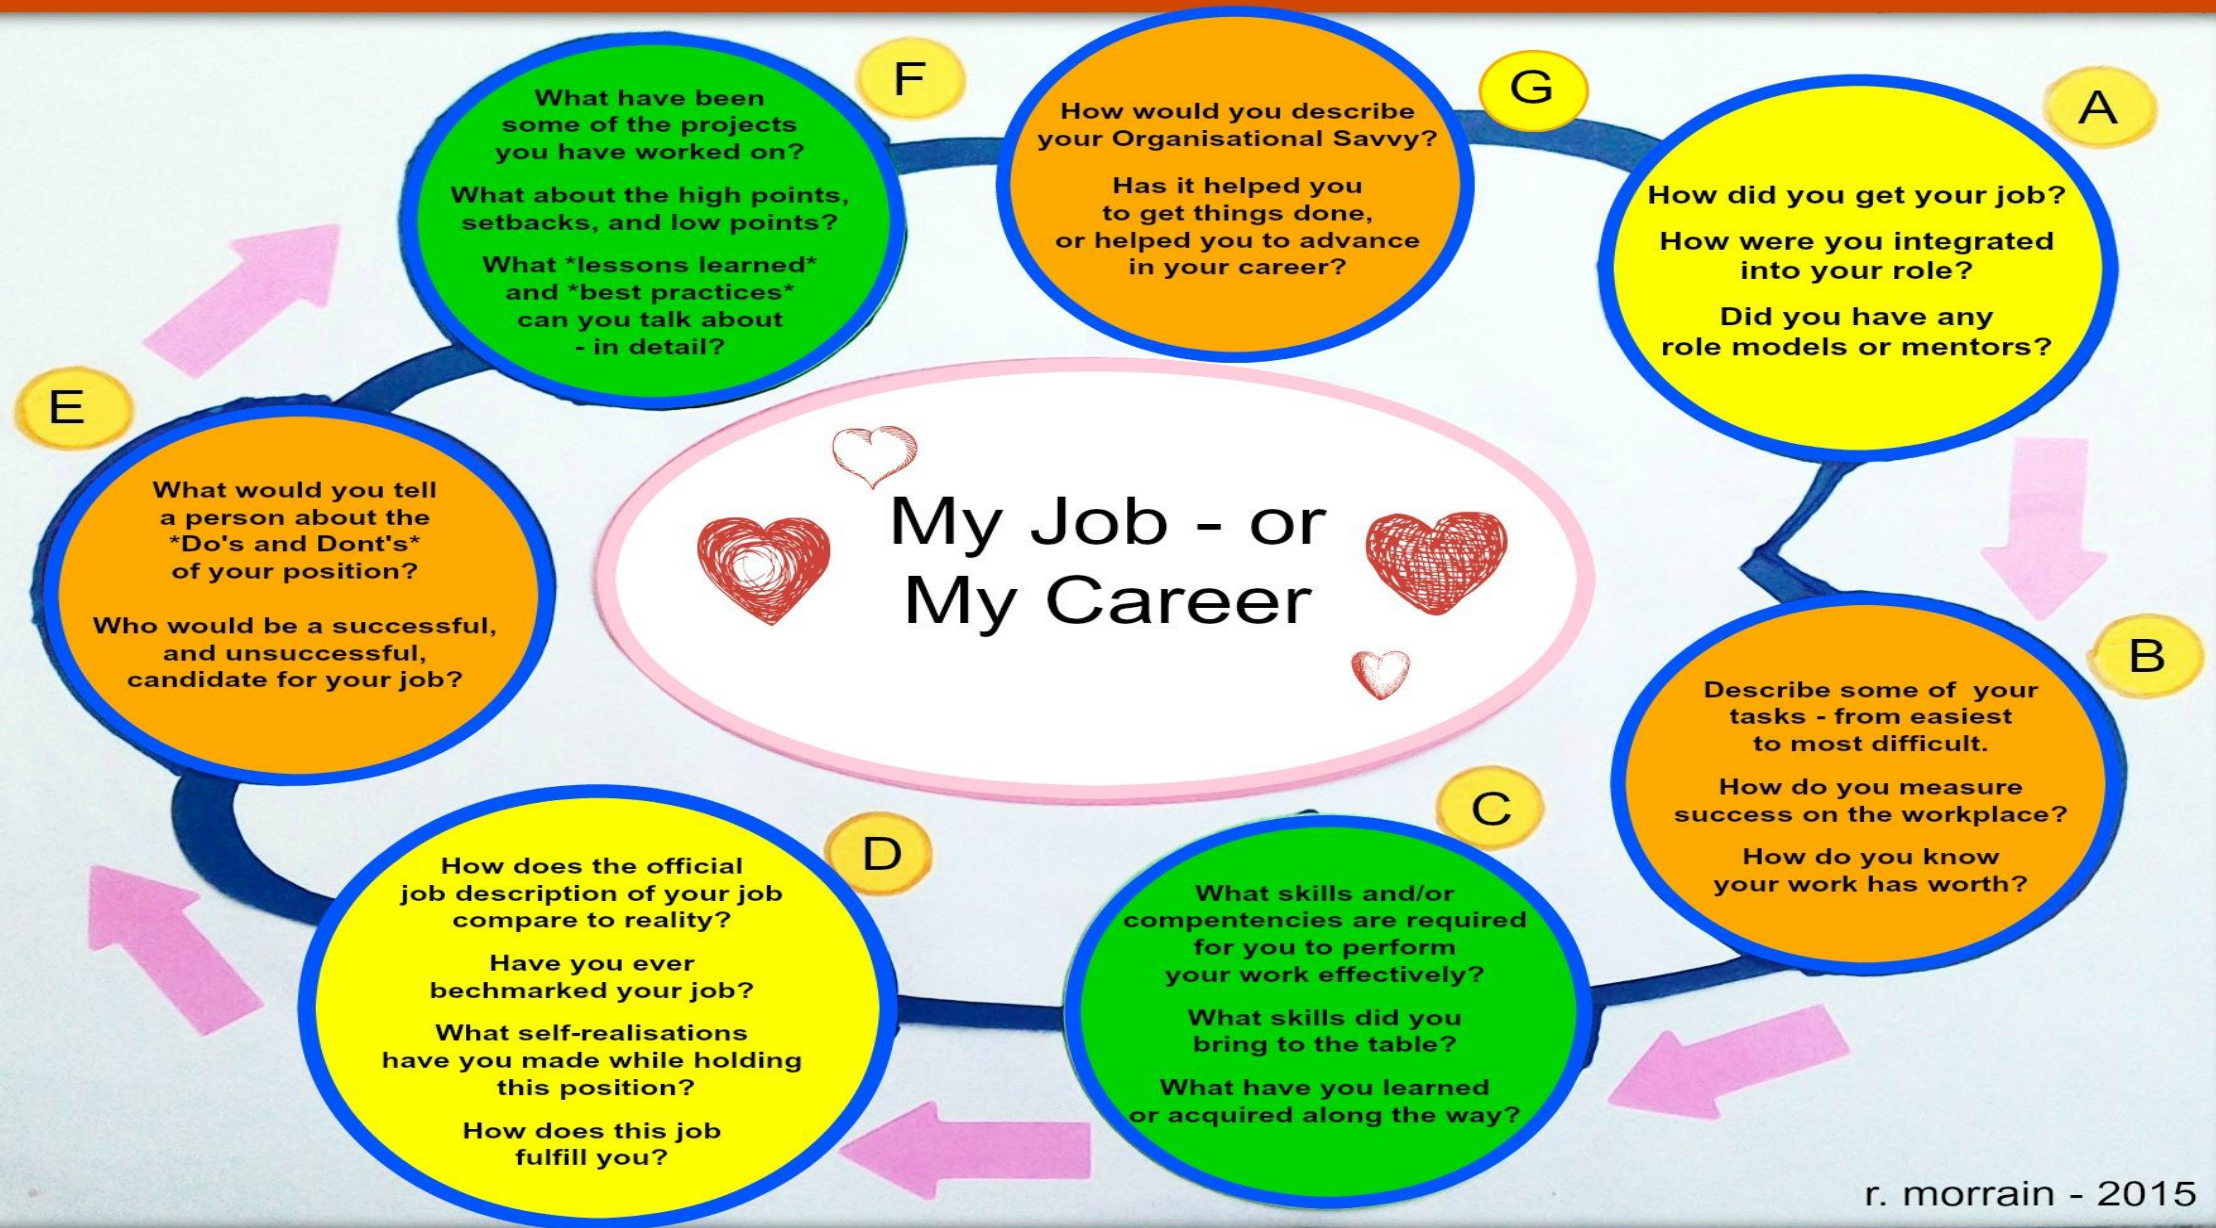 My Job - or
My Career
A
How did you get your job?
How were you integrated
into your role?
Did you have any
role models or mentors?
B
Describe some of your
tasks - from easiest
to most difficult.
How do you measure
success on the workplace?
How do you know
your work has worth?
C
What skills and/or
compentencies are required
for you to perform
your work effectively?
What skills did you
bring to the table?
What have you learned
or acquired along the way?
D
How does the official
job description of your job
compare to reality?
Have you ever
bechmarked your job?
What self-realisations
have you made while holding
this position?
How does this job
fulfill you?
E
What would you tell
a person about the
*Do's and Dont's*
of your position?
Who would be a successful,
and unsuccessful,
candidate for your job?
F
What have been
some of the projects
you have worked on?
What about the high points,
setbacks, and low points?
What *lessons learned*
and *best practices*
can you talk about
- in detail?
G
How would you describe
your Organisational Savvy?
Has it helped you
to get things done,
or helped you to advance
in your career?
r. morrain - 2015